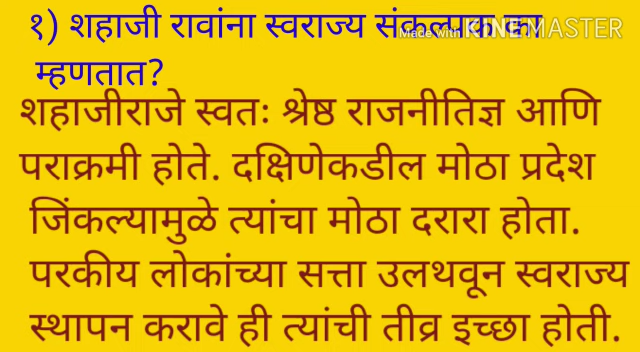 १) शहाजी रावांना स्वराज्य संकल्पक का
Made with KINEMASTER
म्हणतात?
शहाजीराजे स्वतः श्रेष्ठ राजनीतिज्ञ आणि
पराक्रमी होते. दक्षिणेकडील मोठा प्रदेश
जिंकल्यामुळे त्यांचा मोठा दरारा होता.
परकीय लोकांच्या सत्ता उलथवून स्वराज्य
स्थापन करावे ही त्यांची तीव्र इच्छा होती.